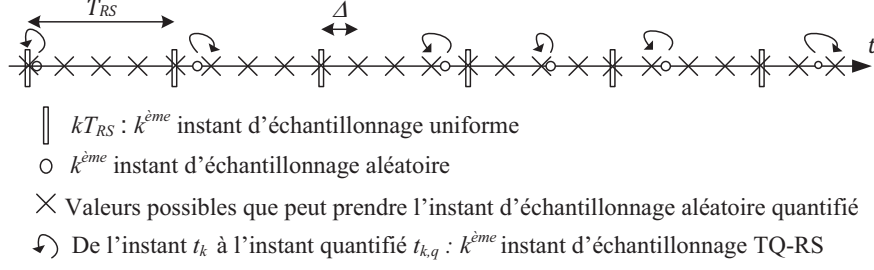 T_RS Δ
t
kT_RS : k^ème instant d'échantillonnage uniforme
k^ème instant d'échantillonnage aléatoire
Valeurs possibles que peut prendre l'instant d'échantillonnage aléatoire quantifié
De l'instant t_k à l'instant quantifié t_k,q : k^ème instant d'échantillonnage TQ-RS